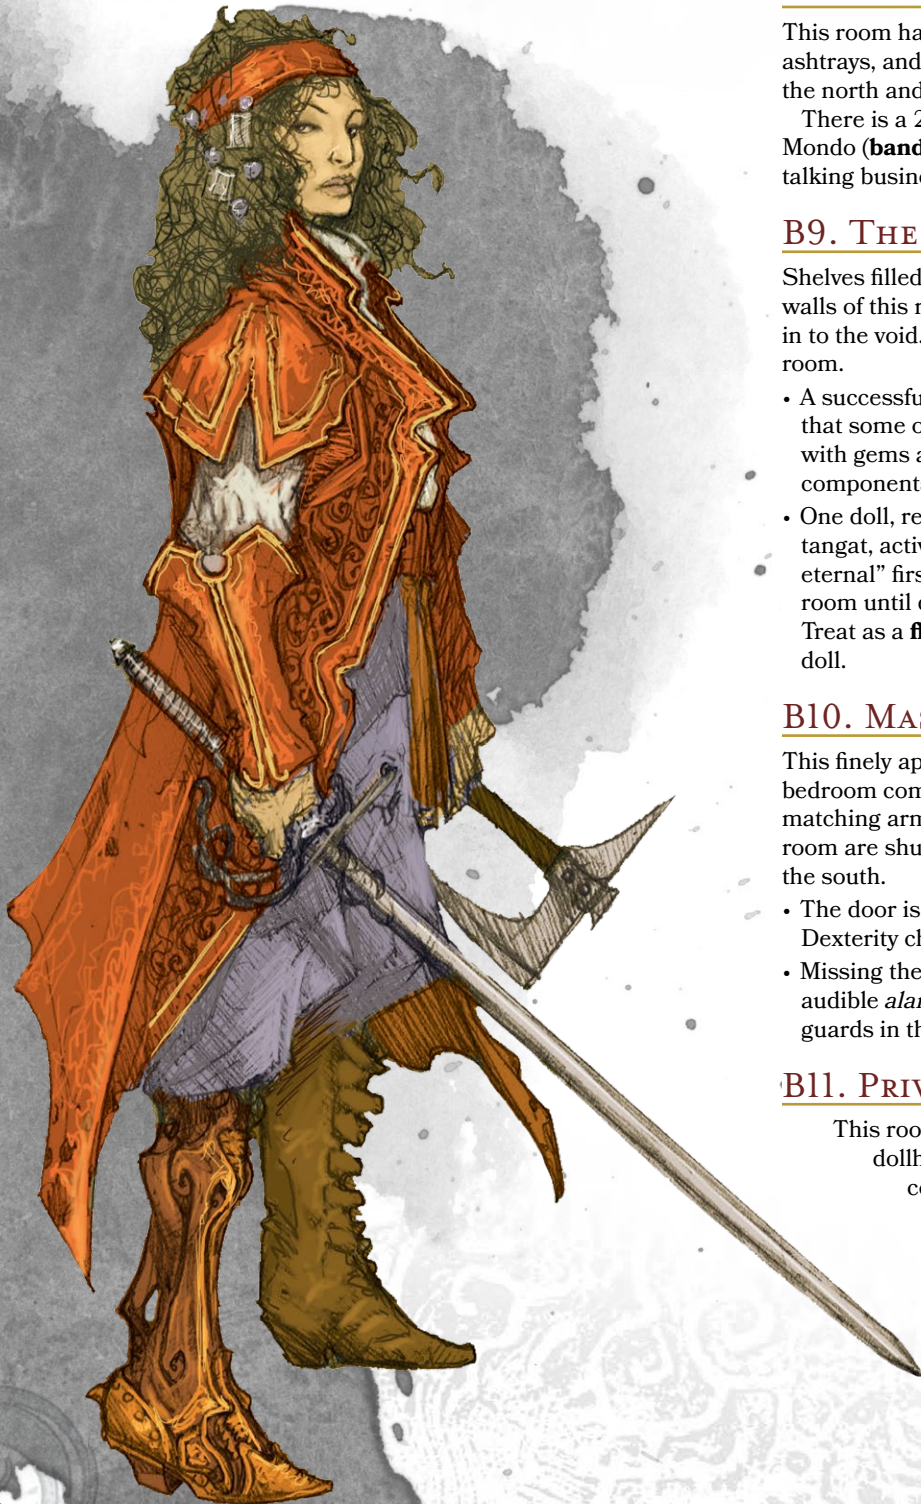 This room ha
ashtrays, and
the north and
There is a 2
Mondo (band
talking busine
B9. The
Shelves filled
walls of this r
in to the void.
room.
• A successfu
that some o
with gems a
component
• One doll, re
tangat, activ
eternal” firs
room until d
Treat as a fl
doll.
B10. Mas
This finely ap
bedroom com
matching arm
room are shu
the south.
• The door is
Dexterity ch
• Missing the
audible alar
guards in th
B11. Priv
This roo
dollh
co